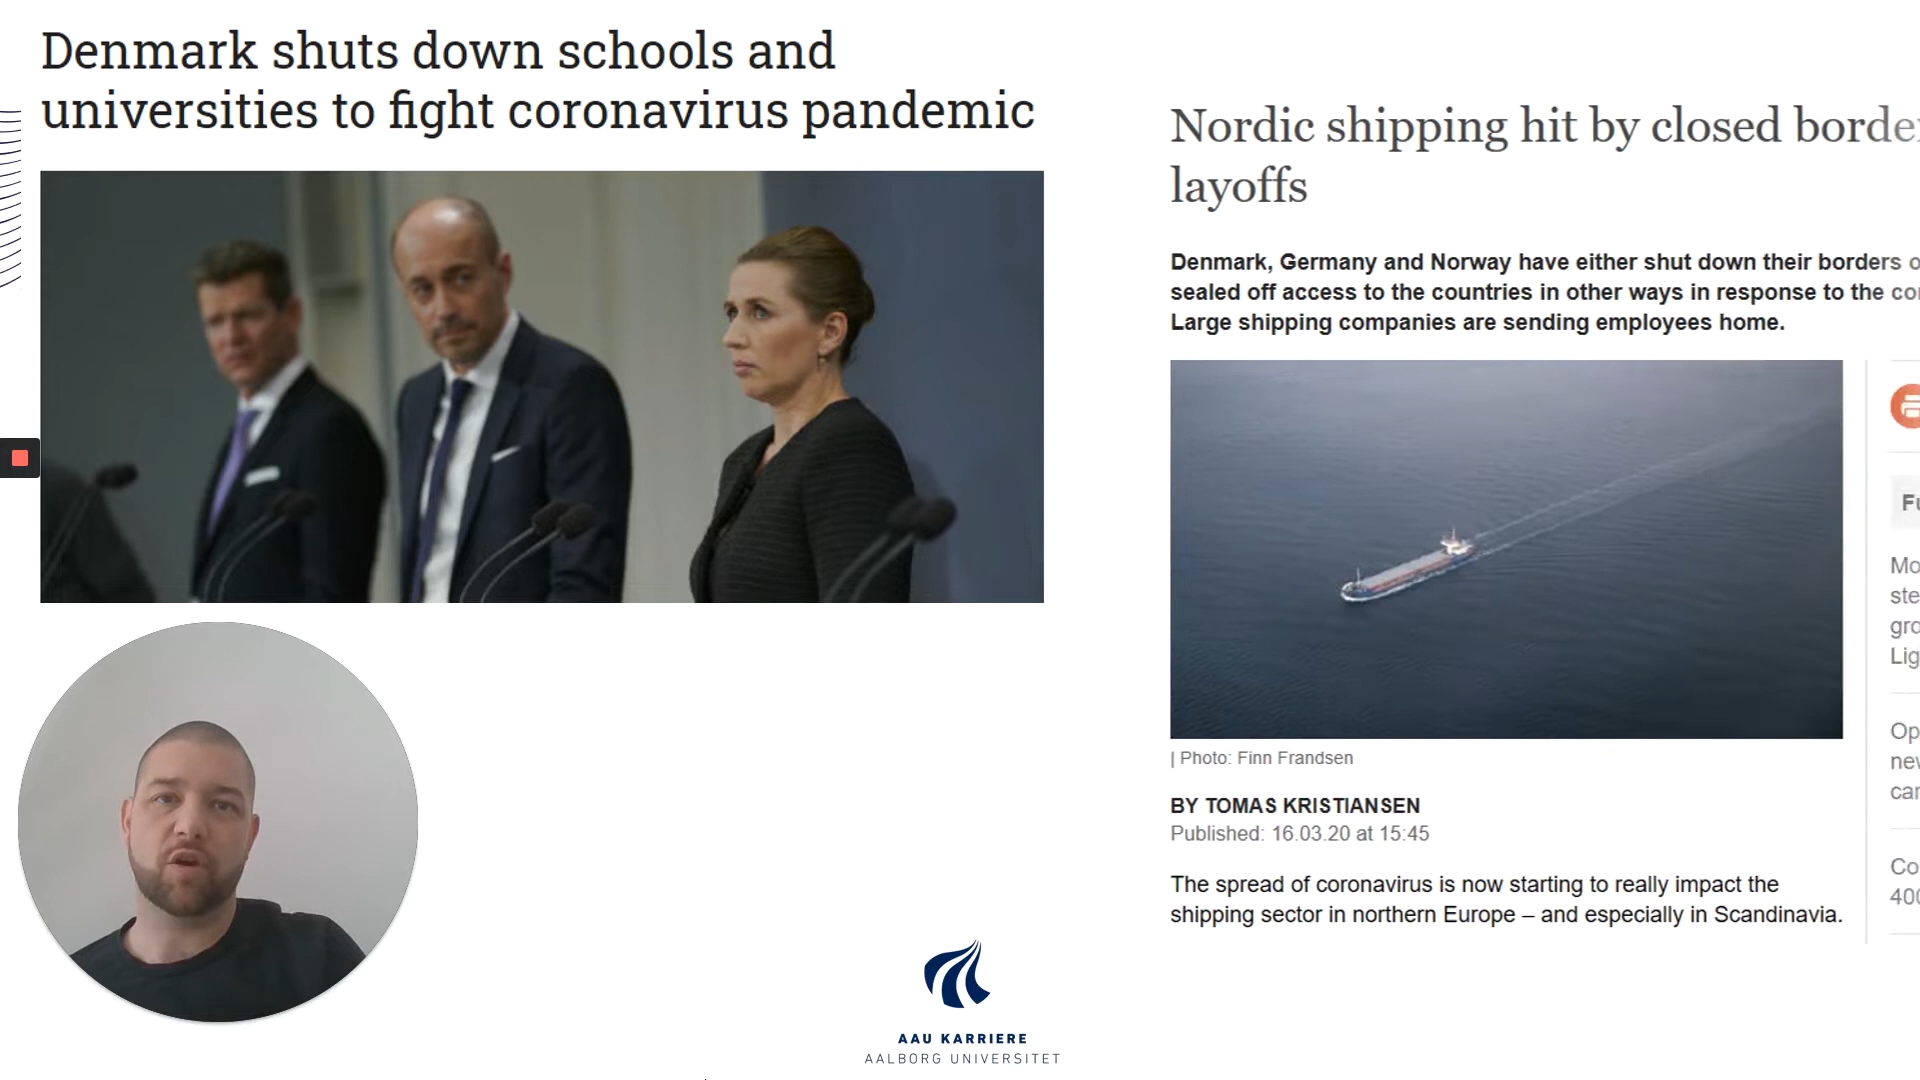 Denmark shuts down schools and
universities to fight coronavirus pandemic
Nordic shipping hit by closed
layoffs
Denmark, Germany and Norway have either shut down their borders
sealed off access to the countries in other ways in response to the
Large shipping companies are sending employees home.
| Photo: Finn Frandsen
BY TOMAS KRISTIANSEN
Published: 16.03.20 at 15:45
The spread of coronavirus is now starting to really impact the
shipping sector in northern Europe – and especially in Scandinavia.
AAU KARRIERE
AALBORG UNIVERSITET